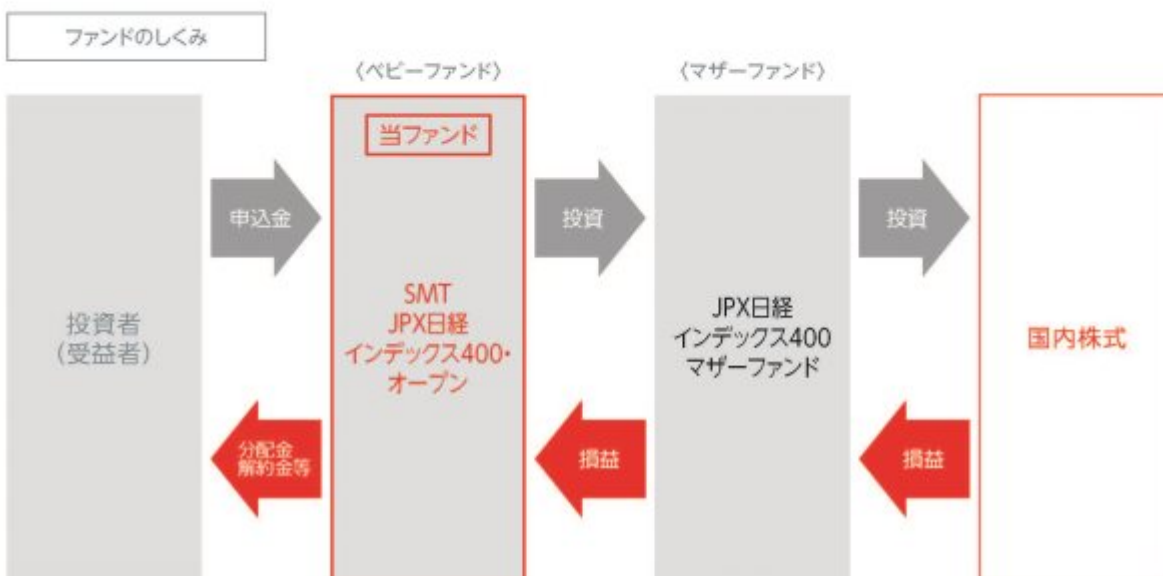 ファンドのしくみ
〈ベビーファンド〉
〈マザーファンド〉
当ファンド
申込金
投資
投資
投資者
(受益者)
SMT
JPX日経
インデックス400・
オープン
JPX日経
インデックス400
マザーファンド
国内株式
分配金
解約金等
損益
損益